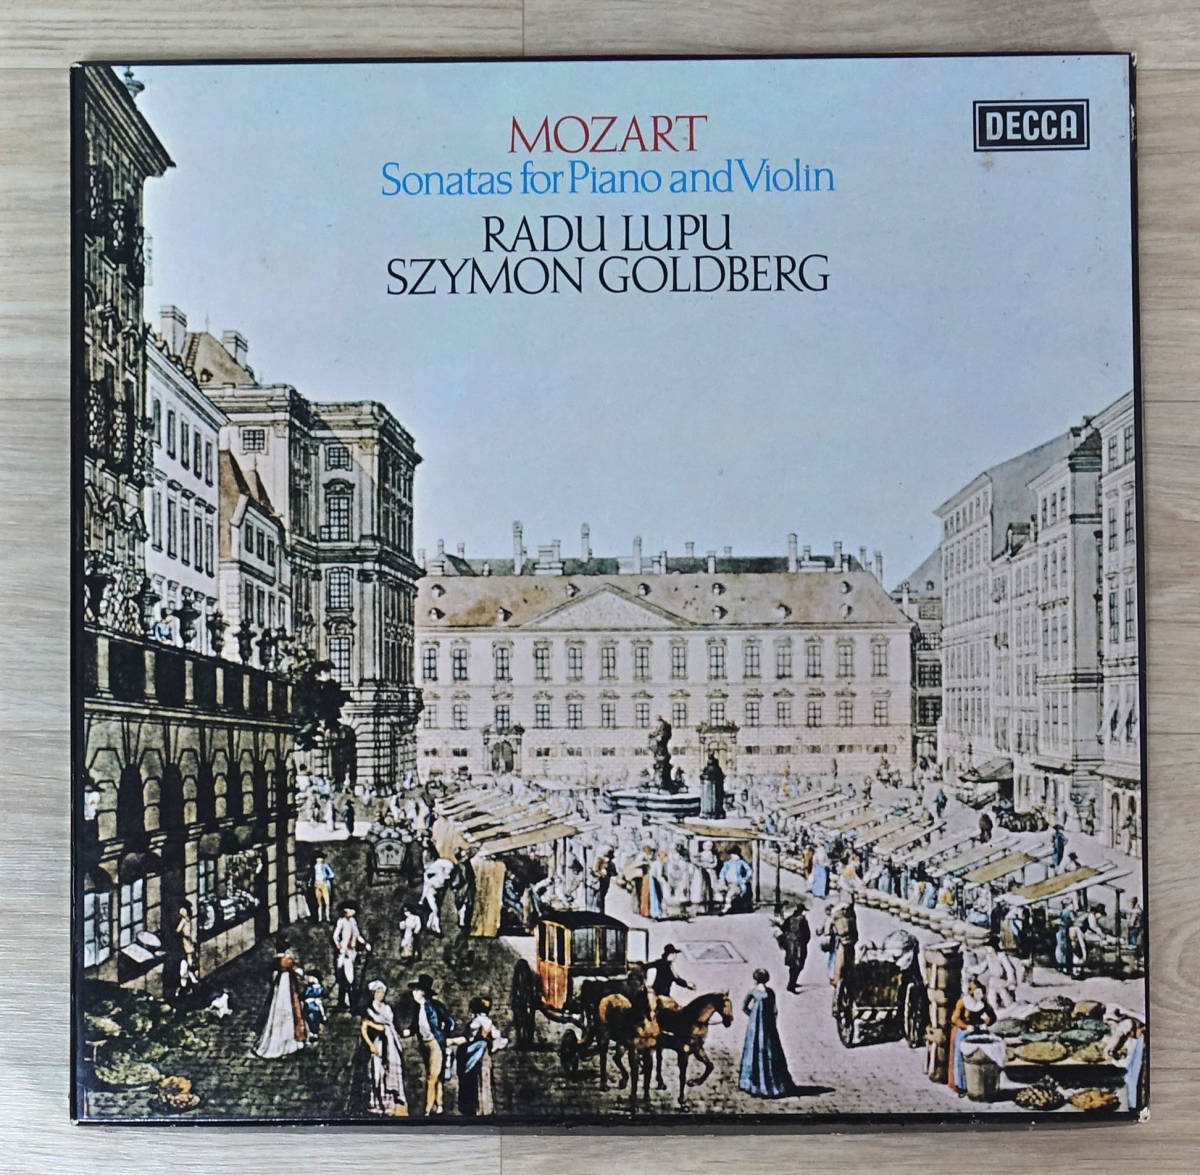 MOZART
DECCA
Sonatas for Piano and Violin
RADU LUPU
SZYMON GOLDBERG